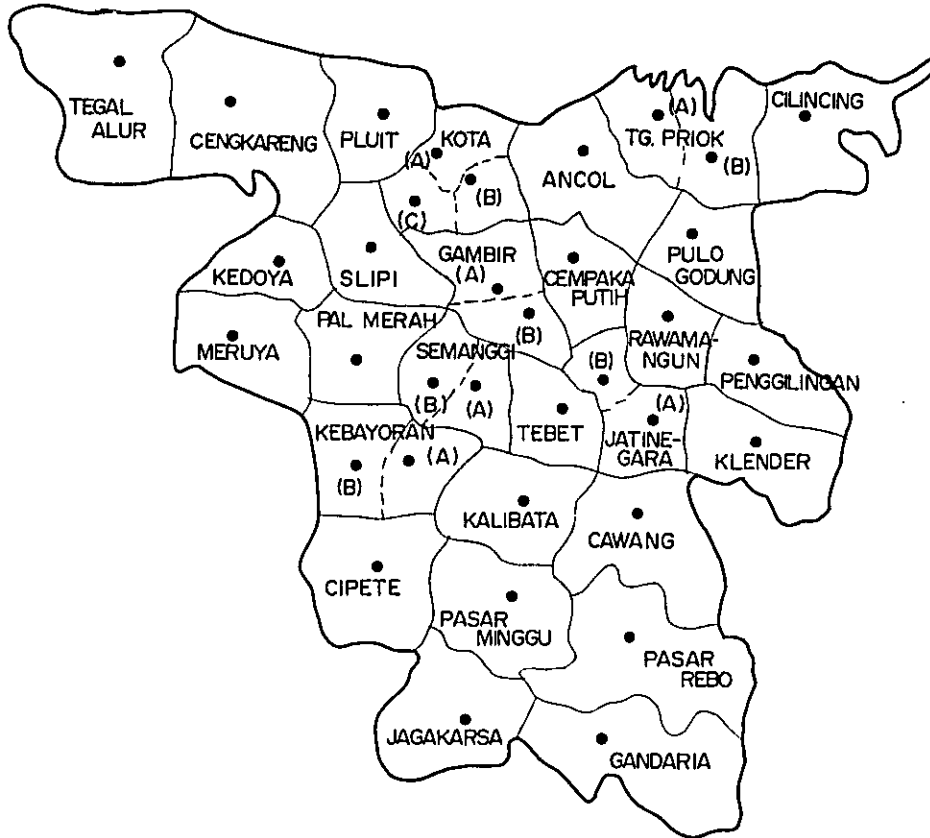 TEGAL
ALUR
CENGKARENG
PLUIT
KOTA
(A)
(B)
(C)
ANCOL
TG. PRIOK
(A)
(B)
CILINCING
KEDOYA
SLIPI
GAMBIR
(A)
(B)
CEMPAKA
PUTIH
PULO
GODUNG
MERUYA
PAL MERAH
SEMANGGI
(B)
(A)
RAWAMA-
NGUN
PENGGILINGAN
KEBAYORAN
(B)
(A)
TEBET
(B)
(A)
JATINE-
GARA
KLENDER
KALIBATA
CAWANG
CIPETE
PASAR
MINGGU
PASAR
REBO
JAGAKARSA
GANDARIA